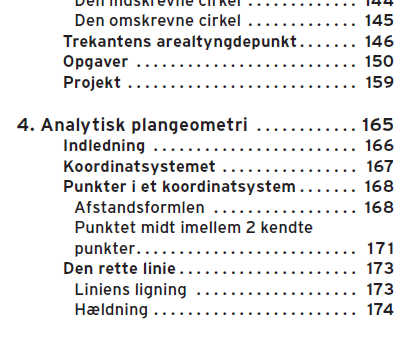 Den indskrevne cirkel . . . . . . . . . . . . . 144
Den omskrevne cirkel . . . . . . . . . . . . . 145
Trekantens arealtyngdepunkt . . . . . . . 146
Opgaver . . . . . . . . . . . . . . . . . . . . . . . . . . 150
Projekt . . . . . . . . . . . . . . . . . . . . . . . . . . . 159
4. Analytisk plangeometri . . . . . . . . . . . . 165
Indledning . . . . . . . . . . . . . . . . . . . . . . . . 166
Koordinatsystemet . . . . . . . . . . . . . . . . 167
Punkter i et koordinatsystem . . . . . . . 168
Afstandsformlen . . . . . . . . . . . . . . . . . 168
Punktet midt imellem 2 kendte
punkter . . . . . . . . . . . . . . . . . . . . . . . . . . 171
Den rette linie . . . . . . . . . . . . . . . . . . . . . 173
Liniens ligning . . . . . . . . . . . . . . . . . . . 173
Hældning . . . . . . . . . . . . . . . . . . . . . . . . 174